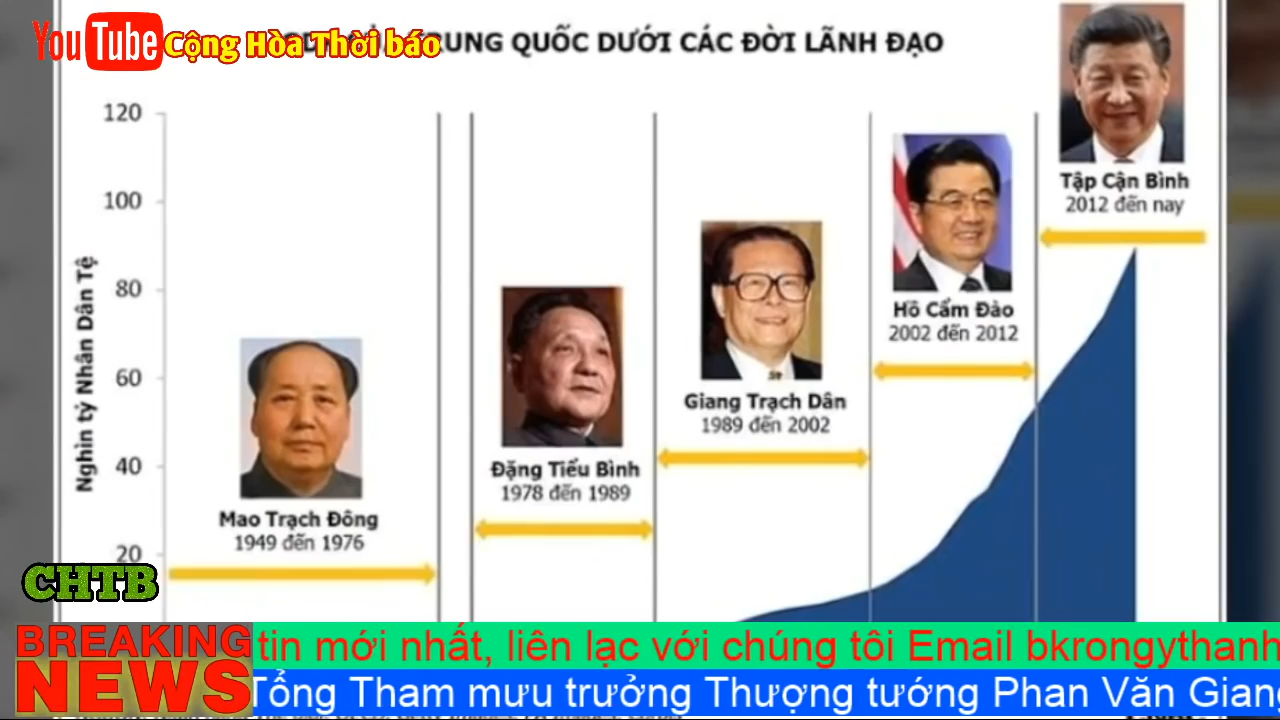 YouTube Cộng Hòa Thời báo
TRUNG QUỐC DƯỚI CÁC ĐỜI LÃNH ĐẠO
120
100
80
60
40
20
Nghìn tỷ Nhân Dân Tệ
Tập Cận Bình
2012 đến nay
Hồ Cẩm Đào
2002 đến 2012
Giang Trạch Dân
1989 đến 2002
Đặng Tiểu Bình
1978 đến 1989
Mao Trạch Đông
1949 đến 1976
CHTB
BREAKING
NEWS
tin mới nhất, liên lạc với chúng tôi Email bkrongythanh
Tổng Tham mưu trưởng Thượng tướng Phan Văn Giang